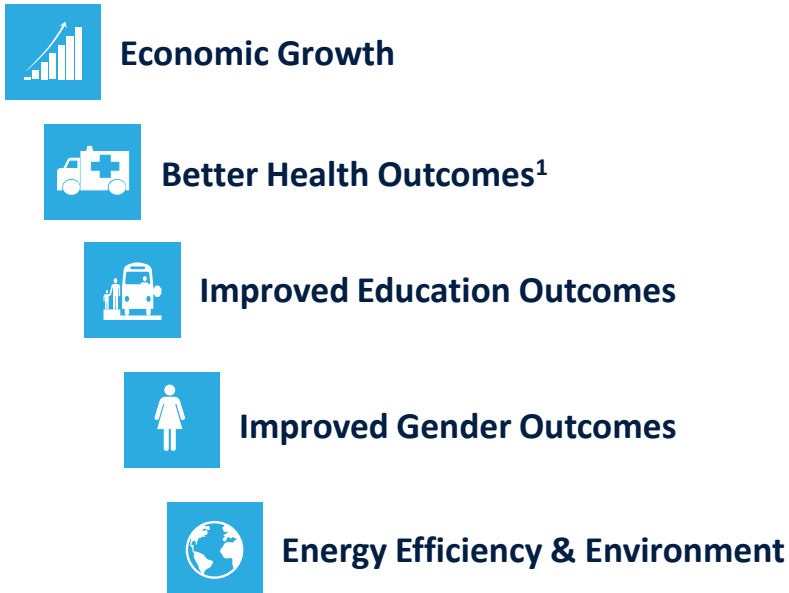 Economic Growth
Better Health Outcomes¹
Improved Education Outcomes
Improved Gender Outcomes
Energy Efficiency & Environment